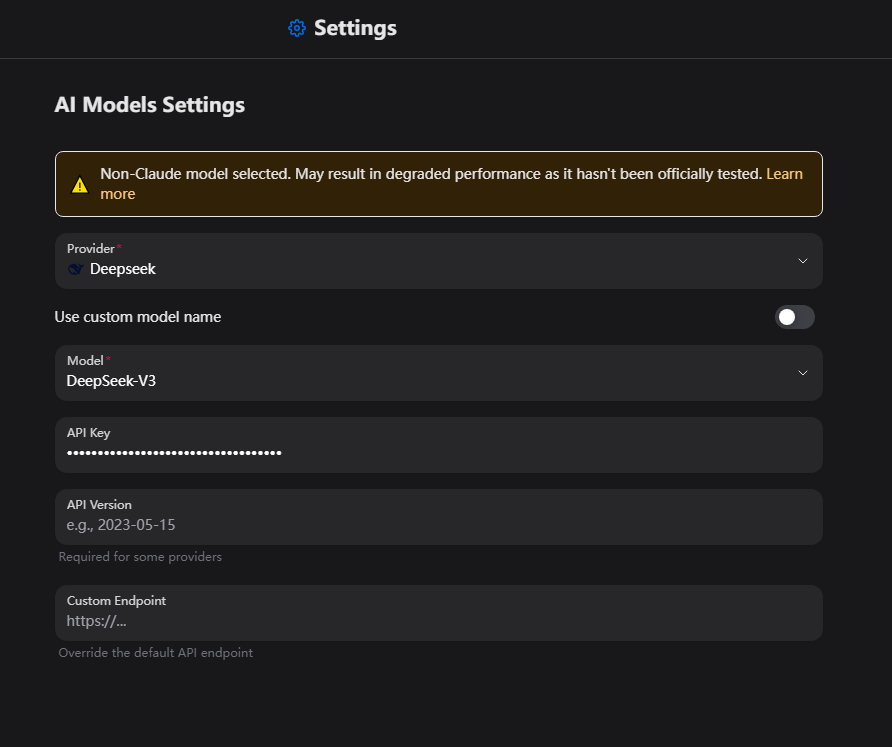 Settings
AI Models Settings
Non-Claude model selected. May result in degraded performance as it hasn't been officially tested. Learn
more
Provider*
Deepseek
Use custom model name
Model*
DeepSeek-V3
API Key
•••••••••••••••••••••••••••••••••••
API Version
e.g., 2023-05-15
Required for some providers
Custom Endpoint
https://...
Override the default API endpoint